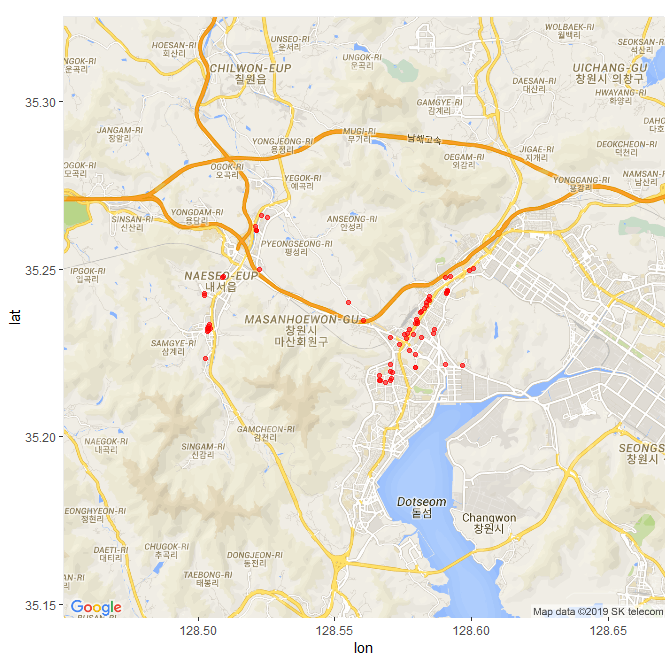 UNSEO-RI
운서리
WOLBAEK-RI
월백리
HOESAN-RI
회산리
SEOKSAN-RI
석산리
UNGOK-RI
운곡리
CHILWON-EUP
칠원읍
UNGOK-RI
우곡리
UICHANG-GU
창원시 의창구
DAESAN-RI
대산리
HWAYANG-RI
화양리
GAMGYE-RI
감계리
35.30
JANGAM-RI
장암리
MUGI-RI
무기리
남해고속
YONGJEONG-RI
용정리
JIGAE-RI
지개리
DEOKCHEON-RI
덕천리
OEGAM-RI
외감리
OGOK-RI
오곡리
OGOK-RI
오곡리
YEGOK-RI
예곡리
YONGGANG-RI
용강리
NAMSAN-RI
남산리
SINSAN-RI
신산리
YONGDAM-RI
용담리
ANSEONG-RI
안성리
PYEONGSEONG-RI
평성리
35.25
IPGOK-RI
입곡리
NAESEO-EUP
내서읍
lat
MASANHOEWON-GU
창원시
마산회원구
SAMGYE-RI
삼계리
35.20
GAMCHEON-RI
감천리
NAEGOK-RI
내곡리
SINGAM-RI
신감리
창원시
Dotseom
돝섬
Changwon
창원시
JEONGHYEON-RI
정현리
DAETI-RI
대티리
CHUGOK-RI
추곡리
DONGJEON-RI
동전리
TAEBONG-RI
태봉리
35.15
Google
Map data ©2019 SK telecom
128.50
128.55
128.60
128.65
lon